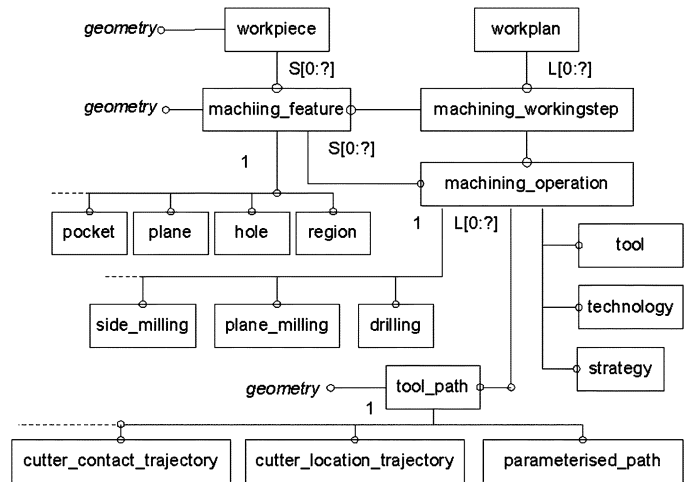 geometry
workpiece
workplan
S[0:?]
L[0:?]
geometry
machiing_feature
machining_workingstep
S[0:?]
1
machining_operation
1
L[0:?]
pocket
plane
hole
region
tool
side_milling
plane_milling
drilling
technology
strategy
geometry
tool_path
1
cutter_contact_trajectory
cutter_location_trajectory
parameterised_path